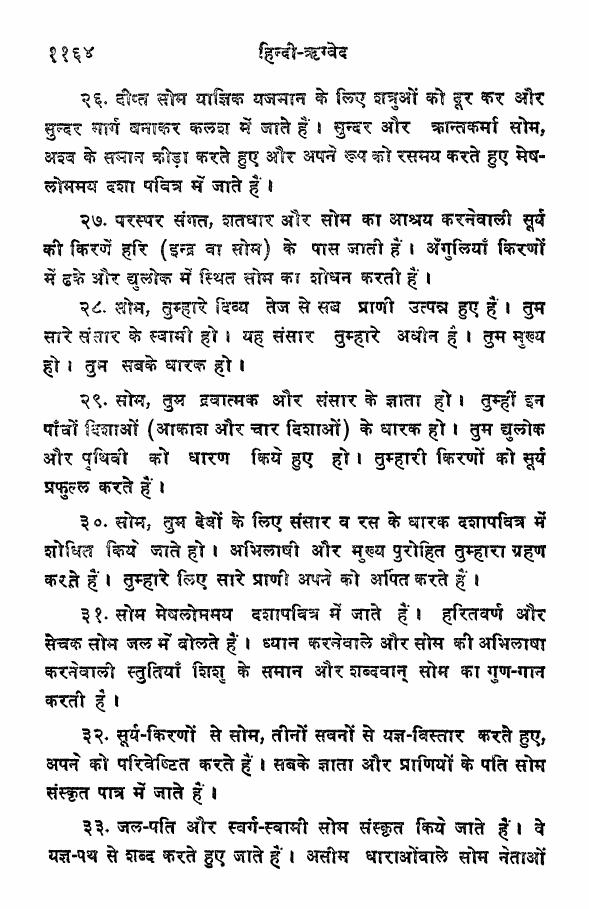 ११६४ हिन्दी-ऋग्वेद
२६. दीप्त सोम याज्ञिक यजमान के लिए शत्रुओं को दूर कर और
सुन्दर मार्ग बनाकर कलश में जाते हैं। सुन्दर और क्रान्तकर्मा सोम,
अश्व के समान क्रीड़ा करते हुए और अपने रूप को रसमय करते हुए मेष-
लोममय दशा पवित्र में जाते हैं।
२७. परस्पर संगत, शतधार और सोम का आश्रय करनेवाली सूर्य
की किरणें हरि (इन्द्र वा सोम) के पास जाती हैं। अँगुलियाँ किरणों
में ढके और द्युलोक में स्थित सोम का शोधन करती हैं।
२८. सोम, तुम्हारे दिव्य तेज से सब प्राणी उत्पन्न हुए हैं। तुम
सारे संसार के स्वामी हो। यह संसार तुम्हारे अधीन है। तुम मुख्य
हो। तुम सबके धारक हो।
२९. सोम, तुम द्रवात्मक और संसार के ज्ञाता हो। तुम्हीं इन
पाँचों दिशाओं (आकाश और चार दिशाओं) के धारक हो। तुम द्युलोक
और पृथिवी को धारण किये हुए हो। तुम्हारी किरणों को सूर्य
प्रफुल्ल करते हैं।
३०. सोम, तुम देवों के लिए संसार व रस के धारक दशापवित्र में
शोधित किये जाते हो। अभिलाषी और मुख्य पुरोहित तुम्हारा ग्रहण
करते हैं। तुम्हारे लिए सारे प्राणी अपने को अर्पित करते हैं।
३१. सोम मेषलोममय दशापवित्र में जाते हैं। हरितवर्ण और
सेचक सोम जल में बोलते हैं। ध्यान करनेवाले और सोम की अभिलाषा
करनेवाली स्तुतियाँ शिशु के समान और शब्दवान् सोम का गुण-गान
करती हैं।
३२. सूर्य-किरणों से सोम, तीनों सवनों से यज्ञ-विस्तार करते हुए,
अपने को परिवेष्टित करते हैं। सबके ज्ञाता और प्राणियों के पति सोम
संस्कृत पात्र में जाते हैं।
३३. जल-पति और स्वर्ग-स्वामी सोम संस्कृत किये जाते हैं। वे
यज्ञ-पथ से शब्द करते हुए जाते हैं। असीम धाराओंवाले सोम नेताओं